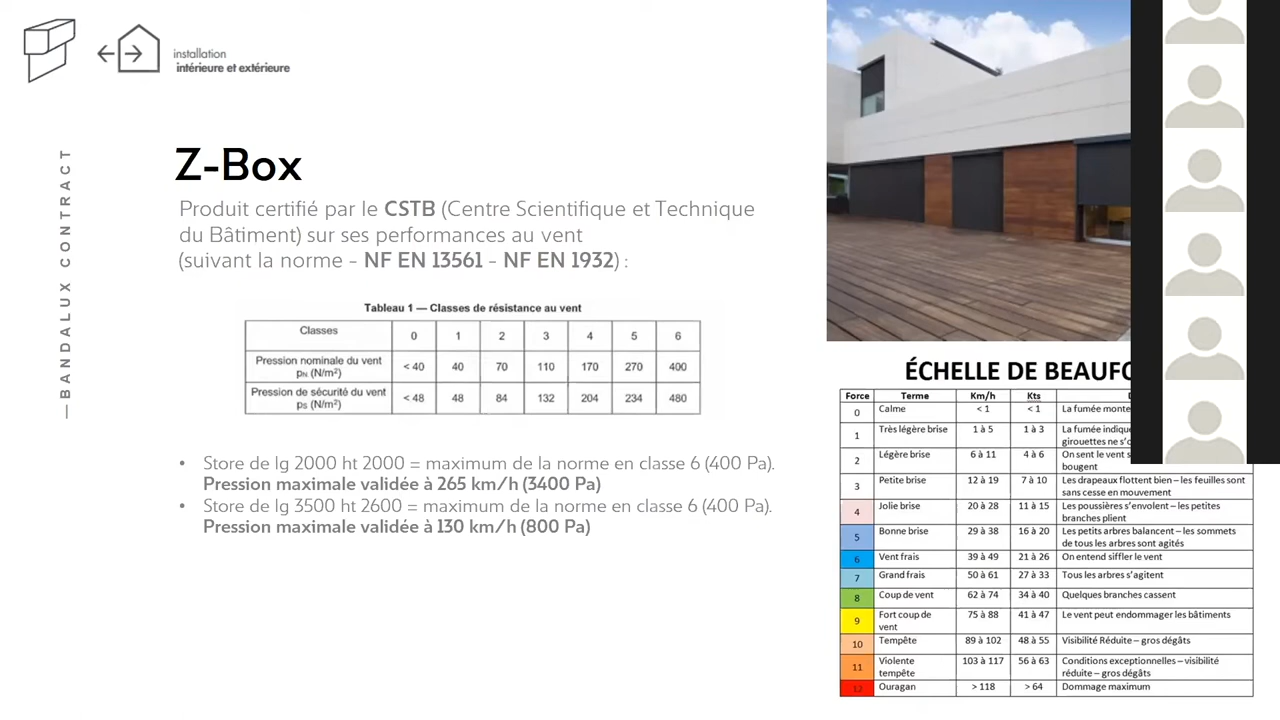 installation
intérieure et extérieure
—BANDALUX CONTRACT
Z-Box
Produit certifié par le CSTB (Centre Scientifique et Technique
du Bâtiment) sur ses performances au vent
(suivant la norme - NF EN 13561 - NF EN 1932) :
Tableau 1 — Classes de résistance au vent
Classes 0 1 2 3 4 5 6
Pression nominale du vent
pN (N/m²) < 40 40 70 110 170 270 400
Pression de sécurité du vent
pS (N/m²) < 48 48 84 132 204 234 480
• Store de lg 2000 ht 2000 = maximum de la norme en classe 6 (400 Pa).
Pression maximale validée à 265 km/h (3400 Pa)
• Store de lg 3500 ht 2600 = maximum de la norme en classe 6 (400 Pa).
Pression maximale validée à 130 km/h (800 Pa)
ÉCHELLE DE
Force Terme Km/h Kts
0 Calme < 1 < 1 La fumée monte
1 Très légère brise 1 à 5 1 à 3 La fumée
girouettes ne
2 Légère brise 6 à 11 4 à 6 On sent le vent
bougent
3 Petite brise 12 à 19 7 à 10 Les drapeaux flottent bien – les feuilles sont
sans cesse en mouvement
4 Jolie brise 20 à 28 11 à 15 Les poussières s'envolent – les petites
branches plient
5 Bonne brise 29 à 38 16 à 20 Les petits arbres balancent – les sommets
de tous les arbres sont agités
6 Vent frais 39 à 49 21 à 26 On entend siffler le vent
7 Grand frais 50 à 61 27 à 33 Tous les arbres s'agitent
8 Coup de vent 62 à 74 34 à 40 Quelques branches cassent
9 Fort coup de
vent 75 à 88 41 à 47 Le vent peut endommager les bâtiments
10 Tempête 89 à 102 48 à 55 Visibilité Réduite – gros dégâts
11 Violente
tempête 103 à 117 56 à 63 Conditions exceptionnelles – visibilité
réduite – gros dégâts
12 Ouragan > 118 > 64 Dommage maximum